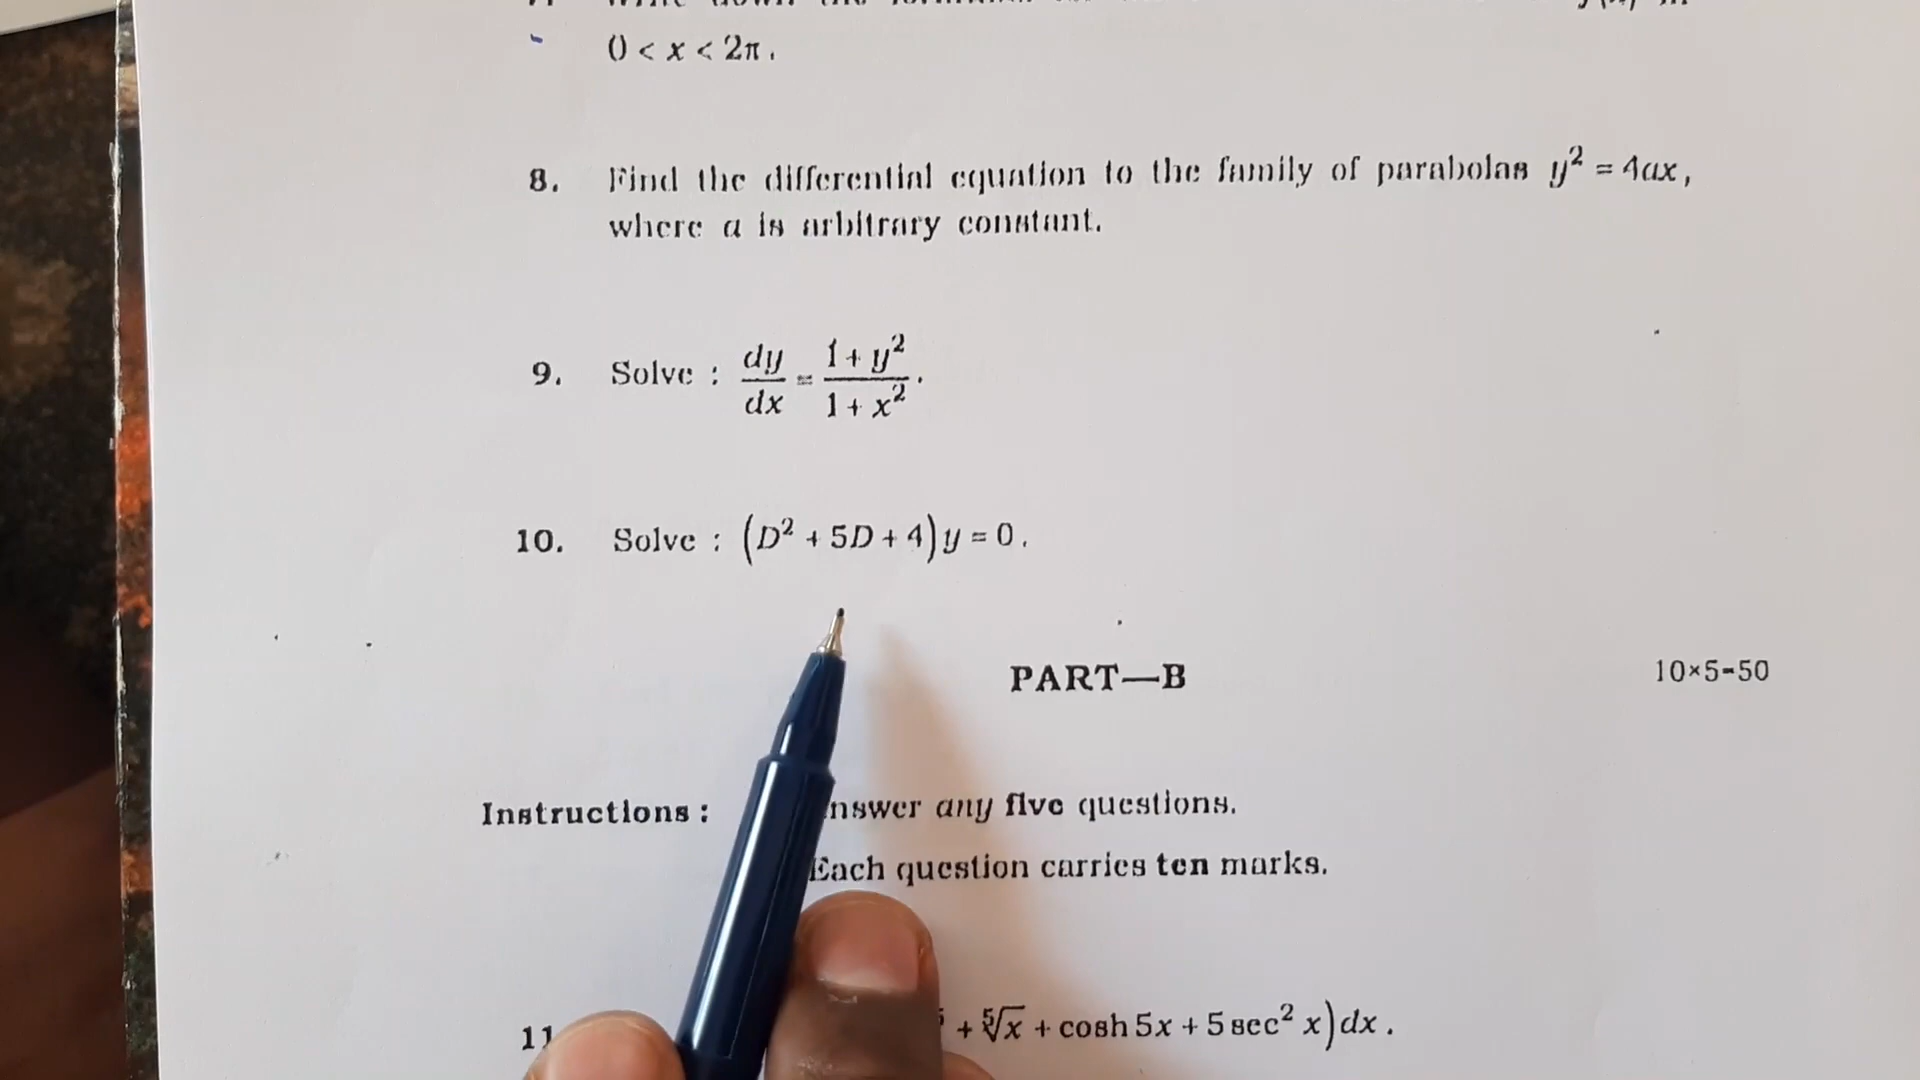 0 < x < 2π.
8. Find the differential equation to the family of parabolas y² = 4ax,
where a is arbitrary constant.
9. Solve : dy/dx = (1 + y²)/(1 + x²).
10. Solve : (D² + 5D + 4)y = 0.
PART—B 10×5=50
Instructions : nswer any five questions.
Each question carries ten marks.
11 + ⁵√x + cosh 5x + 5 sec² x)dx.